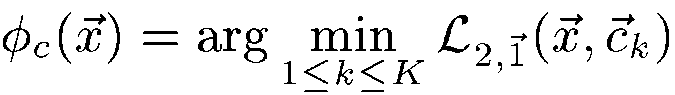 $\phi_c(\vec{x}) = \arg\min_{1 \leq k \leq K} \mathcal{L}_{2,\vec{1}}(\vec{x}, \vec{c}_k)$